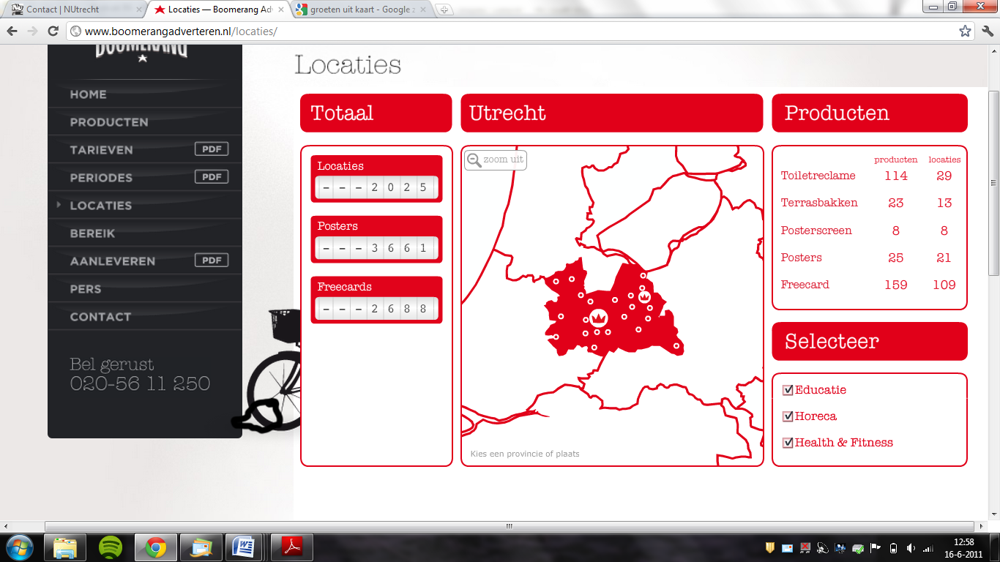 Contact | NUtrecht
Locaties — Boomerang Adv
groeten uit kaart - Google z
www.boomerangadverteren.nl/locaties/
BOOMERANG
HOME
PRODUCTEN
TARIEVEN PDF
PERIODES PDF
LOCATIES
BEREIK
AANLEVEREN PDF
PERS
CONTACT
Bel gerust
020-56 11 250
Locaties
Totaal
Locaties
- - - 2 0 2 5
Posters
- - - 3 6 6 1
Freecards
- - - 2 6 8 8
Utrecht
zoom uit
Kies een provincie of plaats
Producten
producten locaties
Toiletreclame 114 29
Terrasbakken 23 13
Posterscreen 8 8
Posters 25 21
Freecard 159 109
Selecteer
Educatie
Horeca
Health & Fitness
12:58
16-6-2011